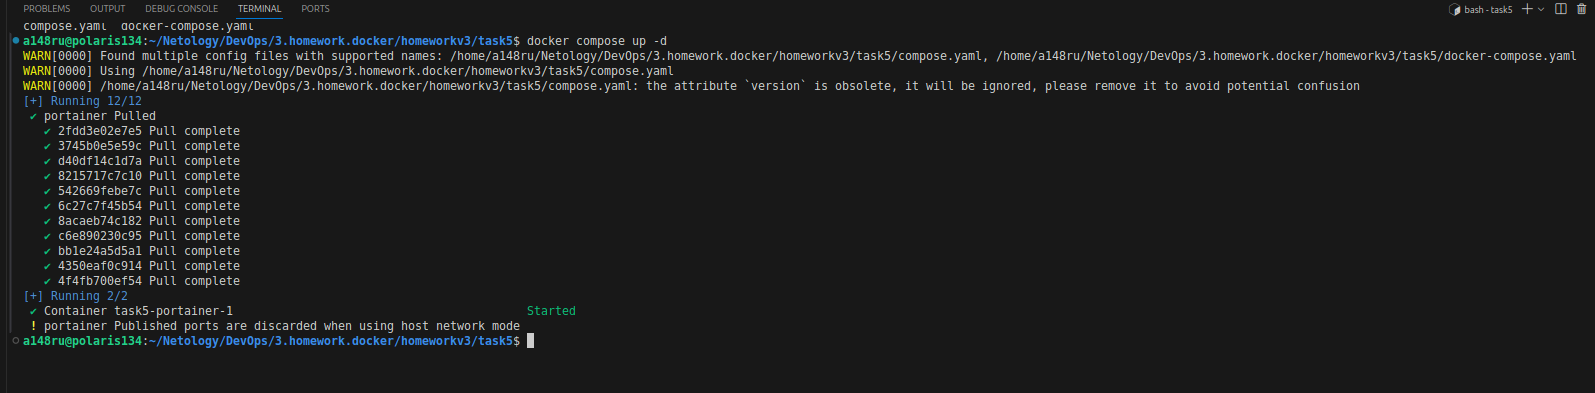 PROBLEMS OUTPUT DEBUG CONSOLE TERMINAL PORTS bash - task5
compose.yaml docker-compose.yaml
a148ru@polaris134:~/Netology/DevOps/3.homework.docker/homeworkv3/task5$ docker compose up -d
WARN[0000] Found multiple config files with supported names: /home/a148ru/Netology/DevOps/3.homework.docker/homeworkv3/task5/compose.yaml, /home/a148ru/Netology/DevOps/3.homework.docker/homeworkv3/task5/docker-compose.yaml
WARN[0000] Using /home/a148ru/Netology/DevOps/3.homework.docker/homeworkv3/task5/compose.yaml
WARN[0000] /home/a148ru/Netology/DevOps/3.homework.docker/homeworkv3/task5/compose.yaml: the attribute `version` is obsolete, it will be ignored, please remove it to avoid potential confusion
[+] Running 12/12
✔ portainer Pulled
✔ 2fdd3e02e7e5 Pull complete
✔ 3745b0e5e59c Pull complete
✔ d40df14c1d7a Pull complete
✔ 8215717c7c10 Pull complete
✔ 542669febe7c Pull complete
✔ 6c27c7f45b54 Pull complete
✔ 8acaeb74c182 Pull complete
✔ c6e890230c95 Pull complete
✔ bb1e24a5d5a1 Pull complete
✔ 4350eaf0c914 Pull complete
✔ 4f4fb700ef54 Pull complete
[+] Running 2/2
✔ Container task5-portainer-1 Started
! portainer Published ports are discarded when using host network mode
a148ru@polaris134:~/Netology/DevOps/3.homework.docker/homeworkv3/task5$